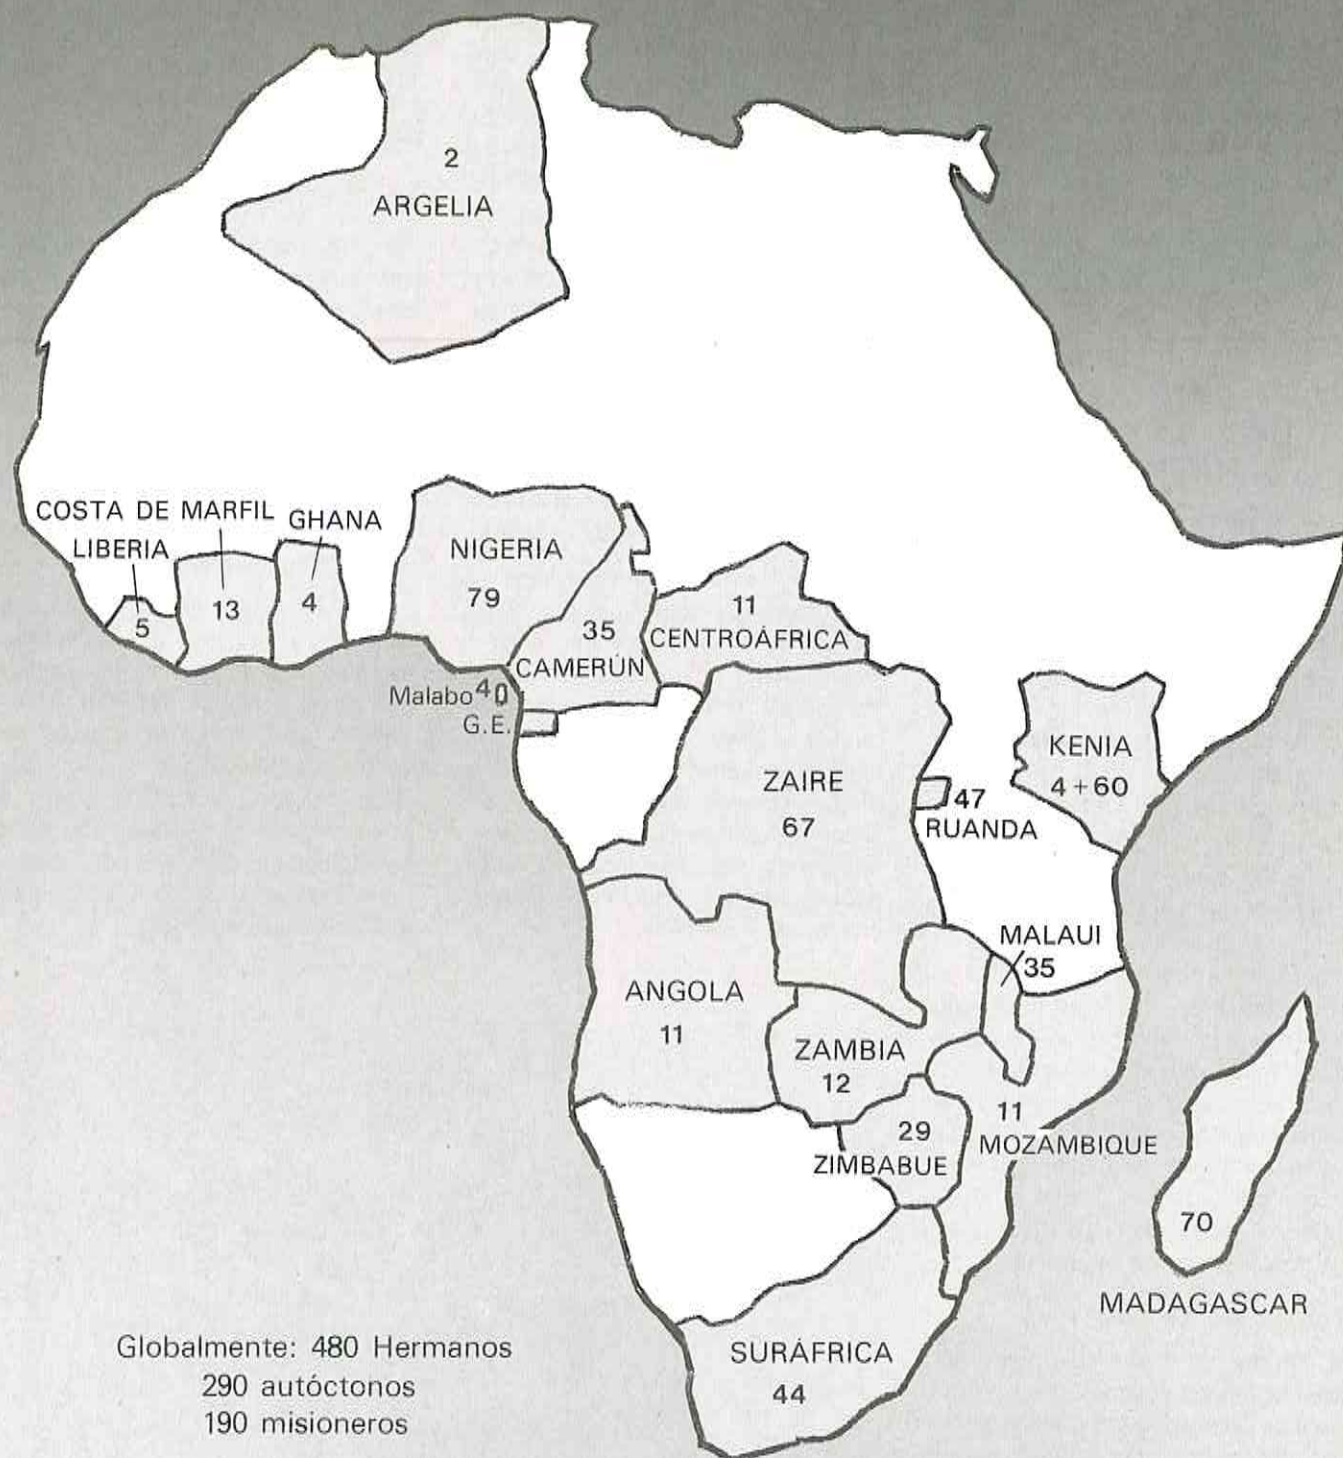 2
ARGELIA
COSTA DE MARFIL
GHANA
LIBERIA
5
13
4
NIGERIA
79
35
CAMERÚN
11
CENTROÁFRICA
Malabo 4
G.E.
ZAIRE
67
47
RUANDA
KENIA
4+60
MALAUI
35
ANGOLA
11
ZAMBIA
12
29
ZIMBABUE
11
MOZAMBIQUE
70
MADAGASCAR
SURÁFRICA
44
Globalmente: 480 Hermanos
290 autóctonos
190 misioneros